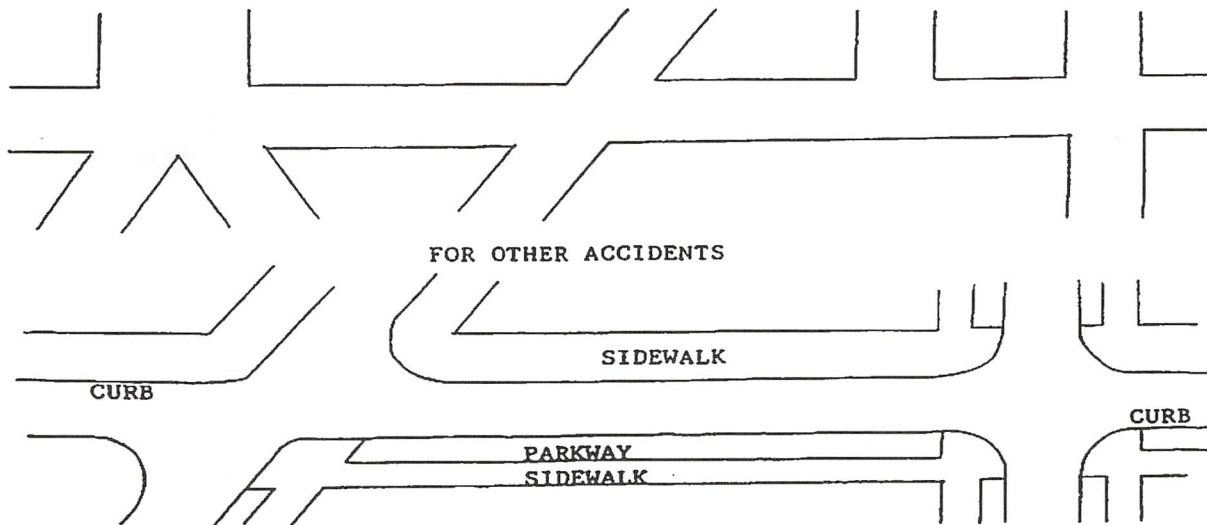 FOR OTHER ACCIDENTS
SIDEWALK
CURB
CURB
PARKWAY
SIDEWALK